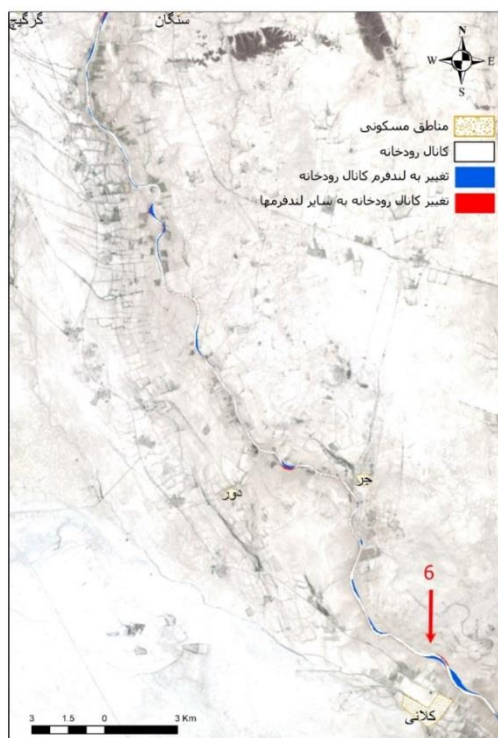 گرگیچ
سنگان
N
W E
S
مناطق مسکونی
کانال رودخانه
تغییر به لندفرم کانال رودخانه
تغییر کانال رودخانه به سایر لندفرمها
جر
دور
6
کلاتی
3 1.5 0 3 Km